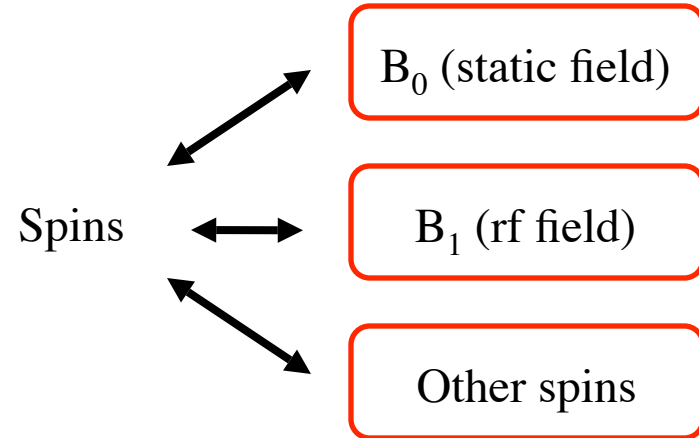 B₀ (static field)
Spins
B₁ (rf field)
Other spins